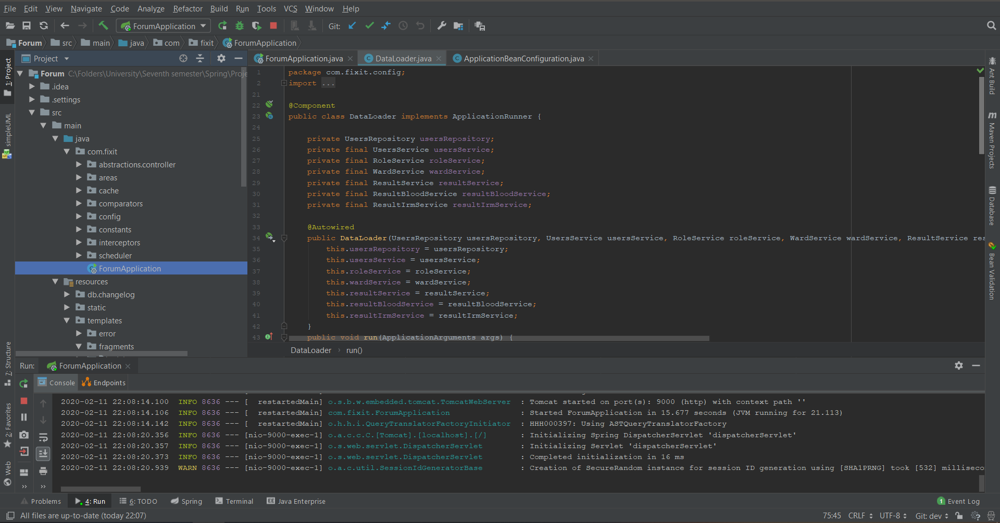 File Edit View Navigate Code Analyze Refactor Build Run Tools VCS Window Help
ForumApplication Git:
Forum src main java com fixit ForumApplication
Project
ForumApplication.java DataLoader.java ApplicationBeanConfiguration.java
1: Project
simpleUML
7: Structure
2: Favorites
Web
Forum C:\Folders\University\Seventh semester\Spring\Proje
.idea
.settings
src
main
java
com.fixit
abstractions.controller
areas
cache
comparators
config
constants
interceptors
scheduler
ForumApplication
resources
db.changelog
static
templates
error
fragments
1 package com.fixit.config;
2 import ...
21
22 @Component
23 public class DataLoader implements ApplicationRunner {
24
25 private UsersRepository usersRepository;
26 private final UsersService usersService;
27 private final RoleService roleService;
28 private final WardService wardService;
29 private final ResultService resultService;
30 private final ResultBloodService resultBloodService;
31 private final ResultIrmService resultIrmService;
32
33 @Autowired
34 public DataLoader(UsersRepository usersRepository, UsersService usersService, RoleService roleService, WardService wardService, ResultService res
35 this.usersRepository = usersRepository;
36 this.usersService = usersService;
37 this.roleService = roleService;
38 this.wardService = wardService;
39 this.resultService = resultService;
40 this.resultBloodService = resultBloodService;
41 this.resultIrmService = resultIrmService;
42 }
43 public void run(ApplicationArguments args) {
DataLoader › run()
Ant Build
m Maven Projects
Database
Bean Validation
Run: ForumApplication
Console Endpoints
2020-02-11 22:08:14.100 INFO 8636 --- [ restartedMain] o.s.b.w.embedded.tomcat.TomcatWebServer : Tomcat started on port(s): 9000 (http) with context path ''
2020-02-11 22:08:14.106 INFO 8636 --- [ restartedMain] com.fixit.ForumApplication : Started ForumApplication in 15.677 seconds (JVM running for 21.113)
2020-02-11 22:08:14.142 INFO 8636 --- [ restartedMain] o.h.h.i.QueryTranslatorFactoryInitiator : HHH000397: Using ASTQueryTranslatorFactory
2020-02-11 22:08:20.356 INFO 8636 --- [nio-9000-exec-1] o.a.c.c.C.[Tomcat].[localhost].[/] : Initializing Spring DispatcherServlet 'dispatcherServlet'
2020-02-11 22:08:20.357 INFO 8636 --- [nio-9000-exec-1] o.s.web.servlet.DispatcherServlet : Initializing Servlet 'dispatcherServlet'
2020-02-11 22:08:20.373 INFO 8636 --- [nio-9000-exec-1] o.s.web.servlet.DispatcherServlet : Completed initialization in 16 ms
2020-02-11 22:08:20.939 WARN 8636 --- [nio-9000-exec-1] o.a.c.util.SessionIdGeneratorBase : Creation of SecureRandom instance for session ID generation using [SHA1PRNG] took [532] milliseco
Problems 4: Run 6: TODO Spring Terminal Java Enterprise 1 Event Log
All files are up-to-date (today 22:07) 75:45 CRLF UTF-8 Git: dev